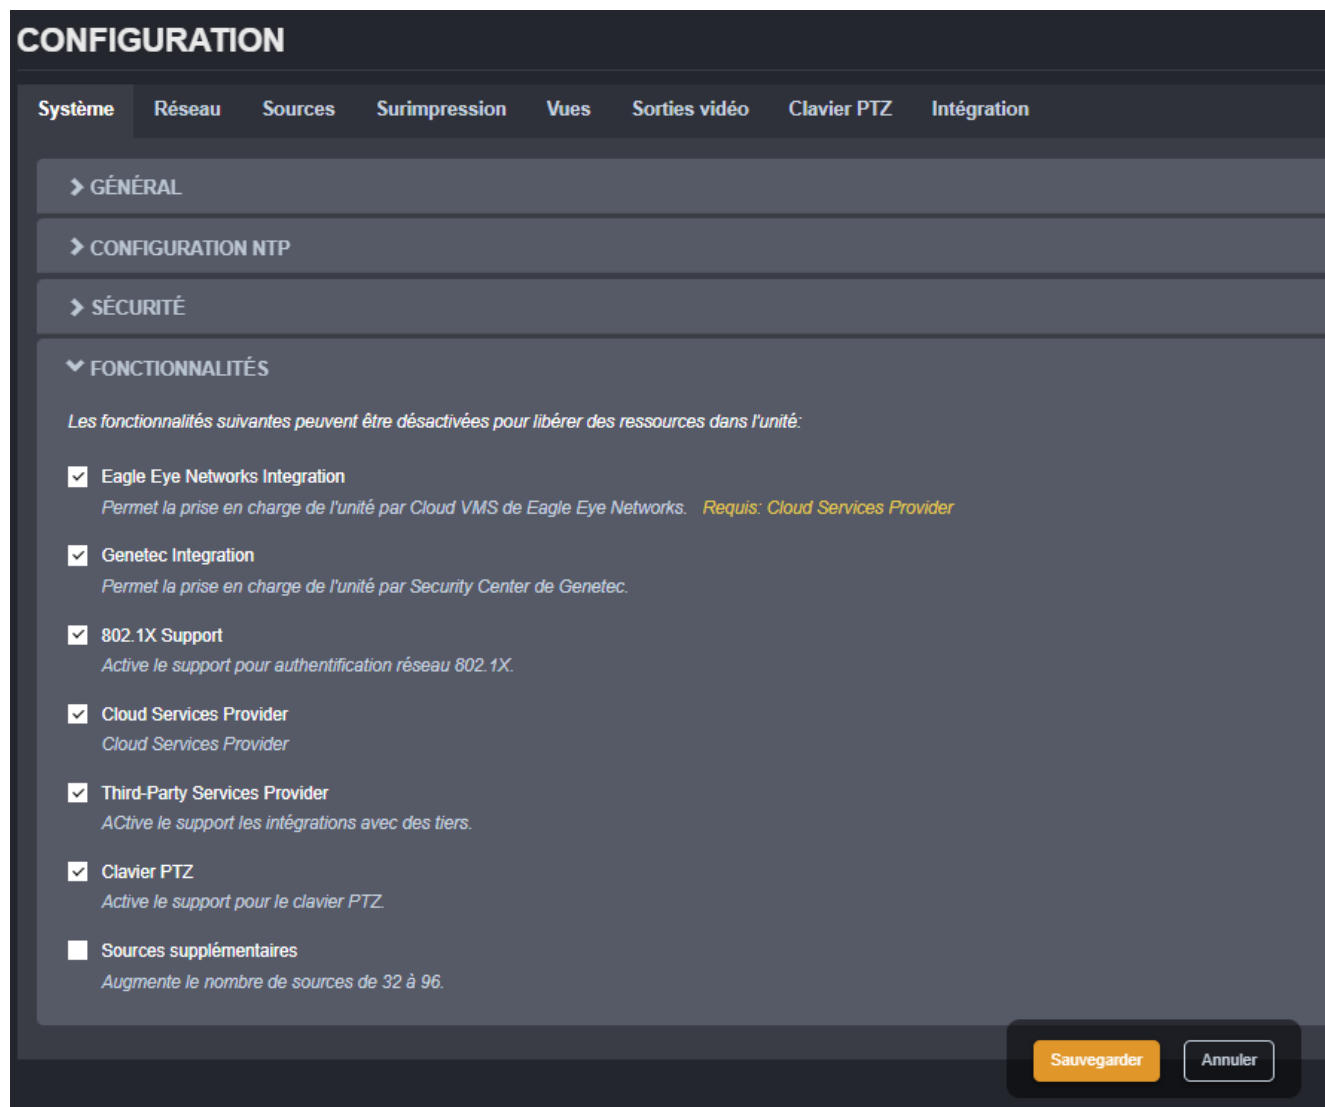 CONFIGURATION
Système Réseau Sources Surimpression Vues Sorties vidéo Clavier PTZ Intégration
GÉNÉRAL
CONFIGURATION NTP
SÉCURITÉ
FONCTIONNALITÉS
Les fonctionnalités suivantes peuvent être désactivées pour libérer des ressources dans l'unité:
Eagle Eye Networks Integration
Permet la prise en charge de l'unité par Cloud VMS de Eagle Eye Networks. Requis: Cloud Services Provider
Genetec Integration
Permet la prise en charge de l'unité par Security Center de Genetec.
802.1X Support
Active le support pour authentification réseau 802.1X.
Cloud Services Provider
Cloud Services Provider
Third-Party Services Provider
ACtive le support les intégrations avec des tiers.
Clavier PTZ
Active le support pour le clavier PTZ.
Sources supplémentaires
Augmente le nombre de sources de 32 à 96.
Sauvegarder Annuler